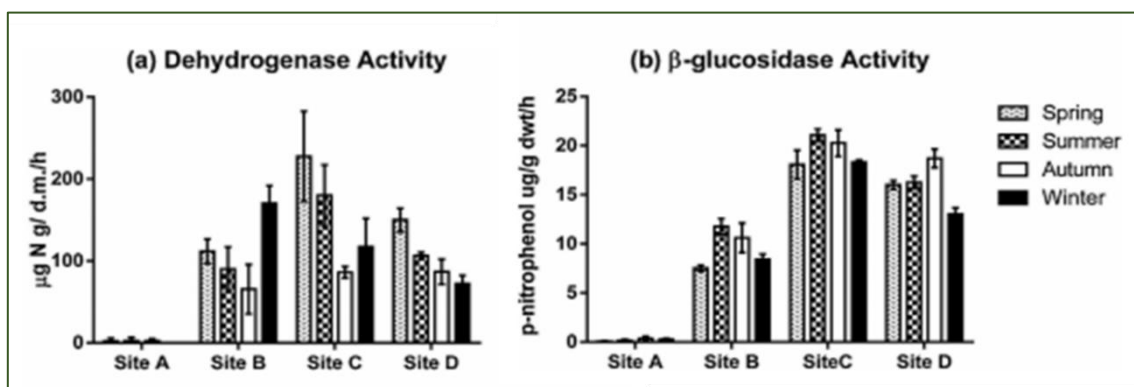 (a) Dehydrogenase Activity
µg N g/ d.m./h
300
200
100
0
Site A Site B Site C Site D
(b) β-glucosidase Activity
p-nitrophenol ug/g dwt/h
25
20
15
10
5
0
Site A Site B SiteC Site D
Spring
Summer
Autumn
Winter